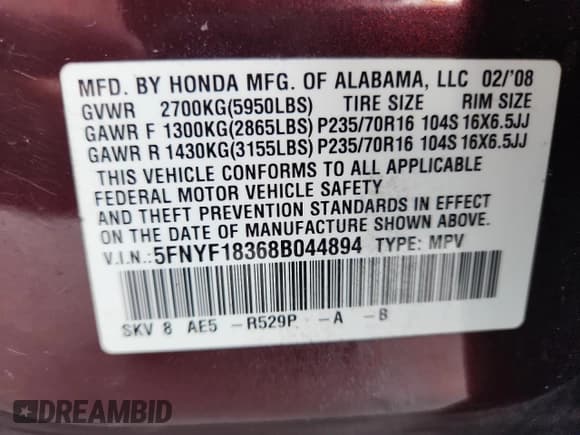 MFD. BY HONDA MFG. OF ALABAMA, LLC 02/'08
GVWR 2700KG(5950LBS) TIRE SIZE RIM SIZE
GAWR F 1300KG(2865LBS) P235/70R16 104S 16X6.5JJ
GAWR R 1430KG(3155LBS) P235/70R16 104S 16X6.5JJ
THIS VEHICLE CONFORMS TO ALL APPLICABLE
FEDERAL MOTOR VEHICLE SAFETY
AND THEFT PREVENTION STANDARDS IN EFFECT
ON THE DATE OF MANUFACTURE SHOWN ABOVE.
V.I.N.:5FNYF18368B044894 TYPE: MPV
SKV 8 AE5 -R529P -A -B
DREAMBID